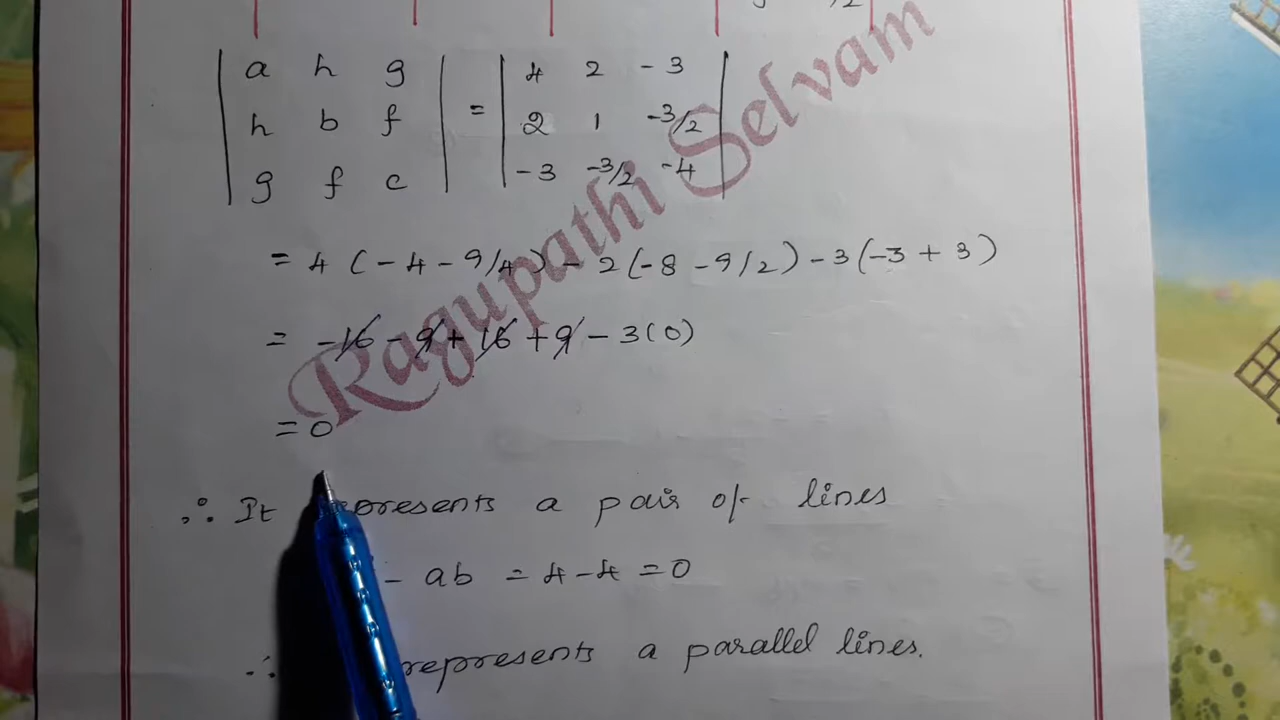 | a h g | = | 4 2 -3 |
| h b f | | 2 1 -3/2 |
| g f c | | -3 -3/2 -4 |
= 4 (-4 - 9/4) - 2(-8 - 9/2) - 3(-3 + 3)
= -16 - 9 + 16 + 9 - 3(0)
= 0
∴ It represents a pair of lines
- ab = 4 - 4 = 0
∴ represents a parallel lines.
Ragupathi Selvam